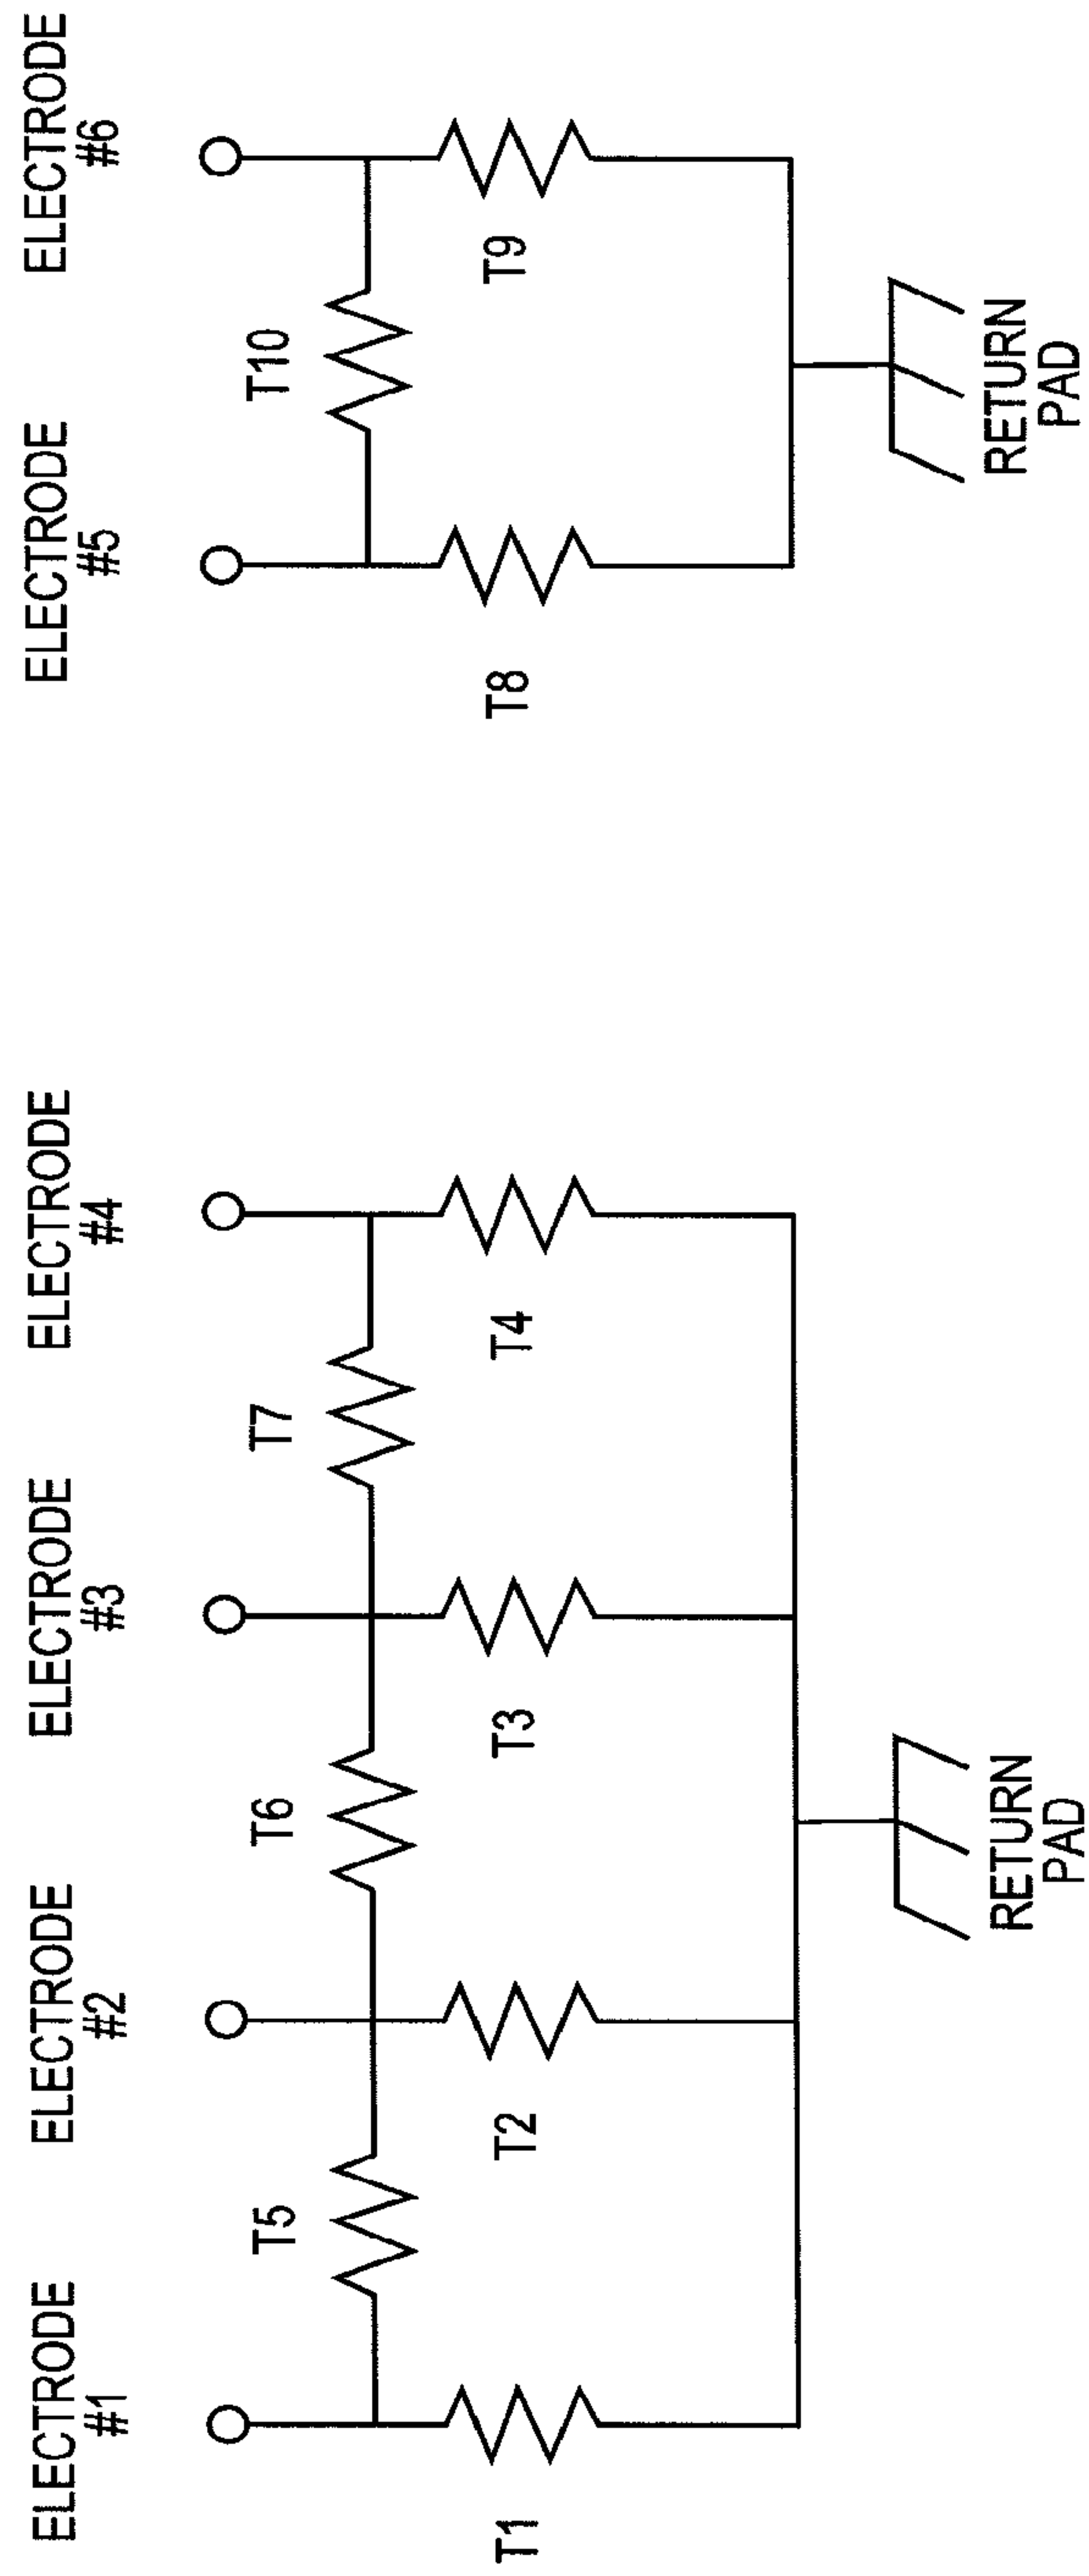 ELECTRODE
#1
ELECTRODE
#2
ELECTRODE
#3
ELECTRODE
#4
ELECTRODE
#5
ELECTRODE
#6
T5
T6
T7
T10
T1
T2
T3
T4
T8
T9
RETURN
PAD
RETURN
PAD